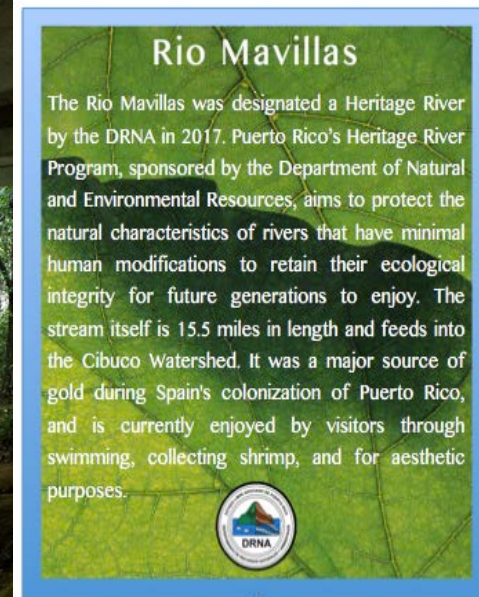 Rio Mavillas
The Rio Mavillas was designated a Heritage River
by the DRNA in 2017. Puerto Rico's Heritage River
Program, sponsored by the Department of Natural
and Environmental Resources, aims to protect the
natural characteristics of rivers that have minimal
human modifications to retain their ecological
integrity for future generations to enjoy. The
stream itself is 15.5 miles in length and feeds into
the Cibuco Watershed. It was a major source of
gold during Spain's colonization of Puerto Rico,
and is currently enjoyed by visitors through
swimming, collecting shrimp, and for aesthetic
purposes.
DRNA